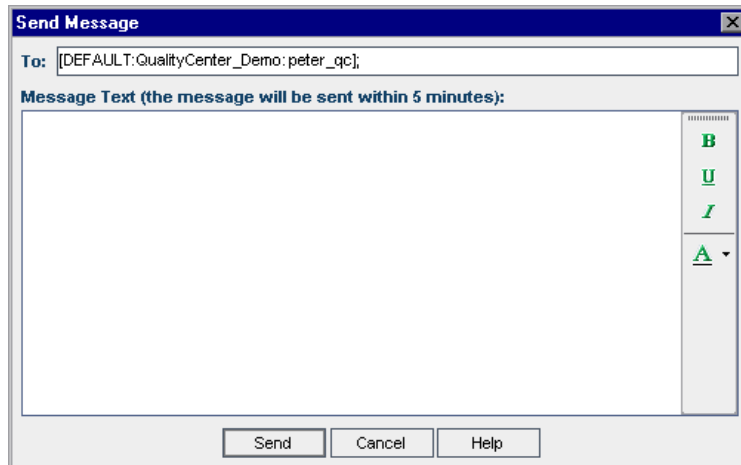 Send Message
To: [DEFAULT:QualityCenter_Demo: peter_qc];
Message Text (the message will be sent within 5 minutes):
B
U
I
A
Send Cancel Help